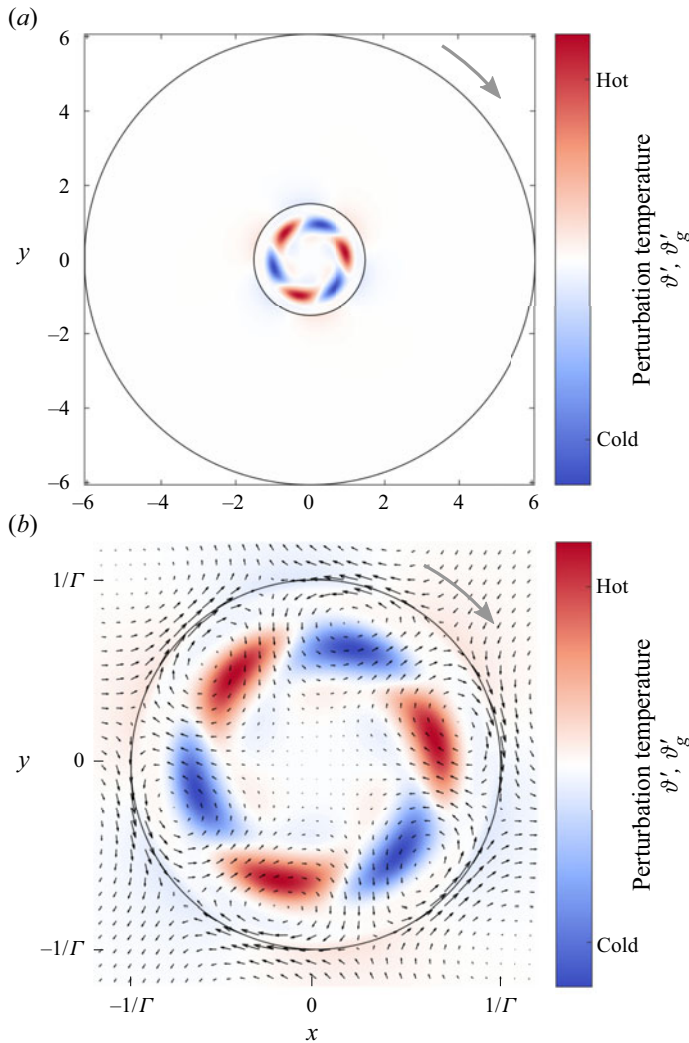 (a)
6
4
2
y
0
–2
–4
–6
–6
–4
–2
0
2
4
6
Hot
Cold
Perturbation temperature
ϑ′, ϑ′g
(b)
1/Γ
y
0
–1/Γ
–1/Γ
0
1/Γ
x
Hot
Cold
Perturbation temperature
ϑ′, ϑ′g